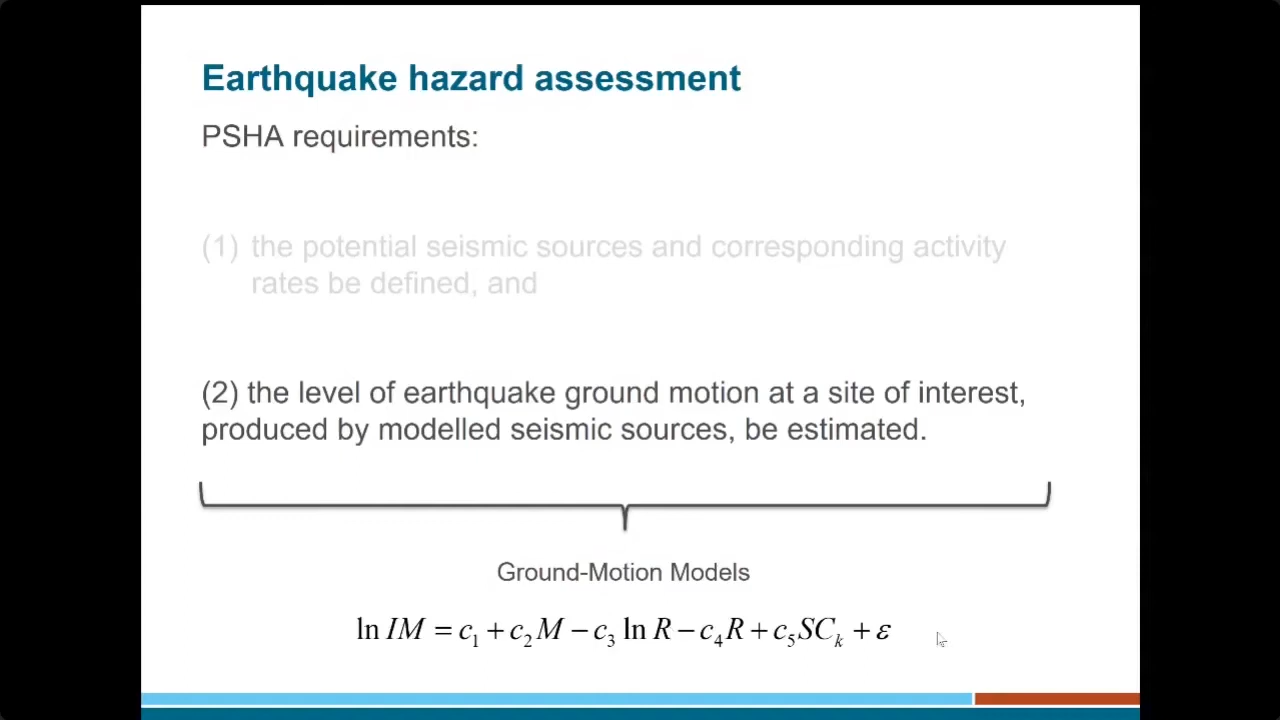 Earthquake hazard assessment
PSHA requirements:
(1) the potential seismic sources and corresponding activity
rates be defined, and
(2) the level of earthquake ground motion at a site of interest,
produced by modelled seismic sources, be estimated.
Ground-Motion Models
ln IM = c₁ + c₂M − c₃ ln R − c₄R + c₅SCₖ + ε